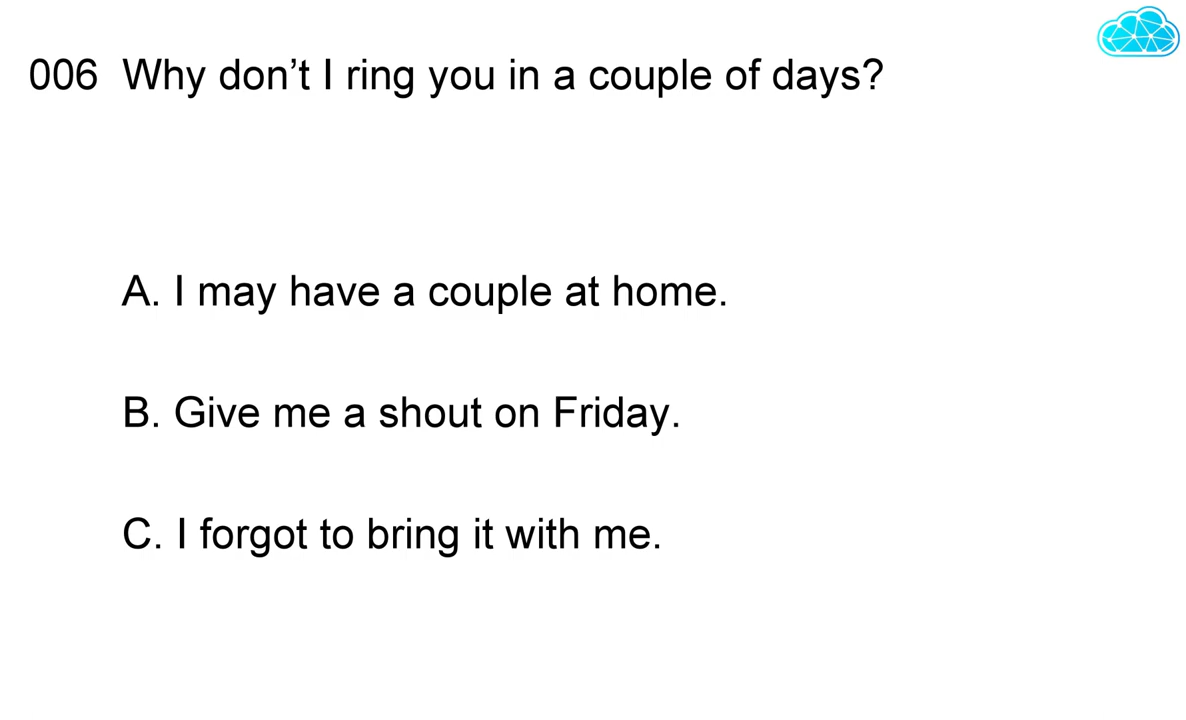 006 Why don’t I ring you in a couple of days?
A. I may have a couple at home.
B. Give me a shout on Friday.
C. I forgot to bring it with me.